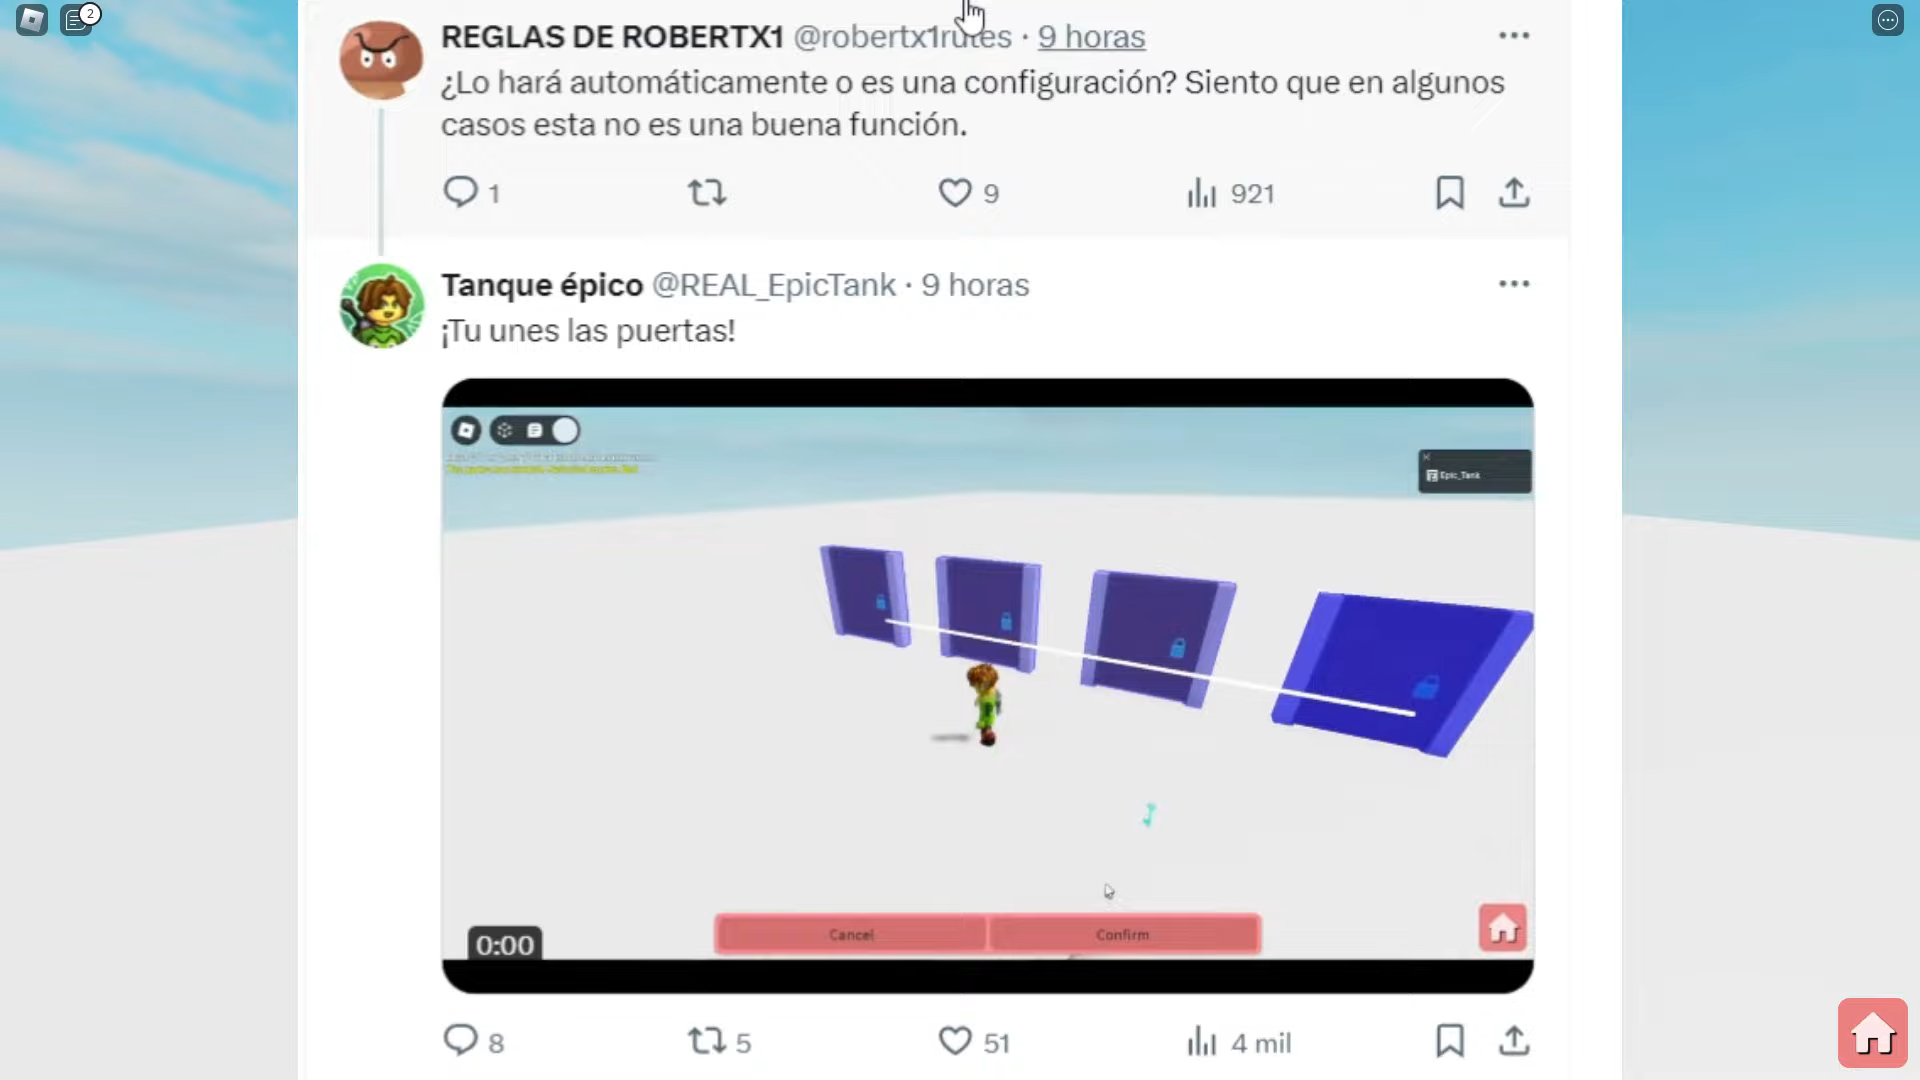 2
REGLAS DE ROBERTX1 @robertx1rules · 9 horas
¿Lo hará automáticamente o es una configuración? Siento que en algunos
casos esta no es una buena función.
1 9 921
Tanque épico @REAL_EpicTank · 9 horas
¡Tu unes las puertas!
Epic_Tank
Cancel Confirm
0:00
8 5 51 4 mil